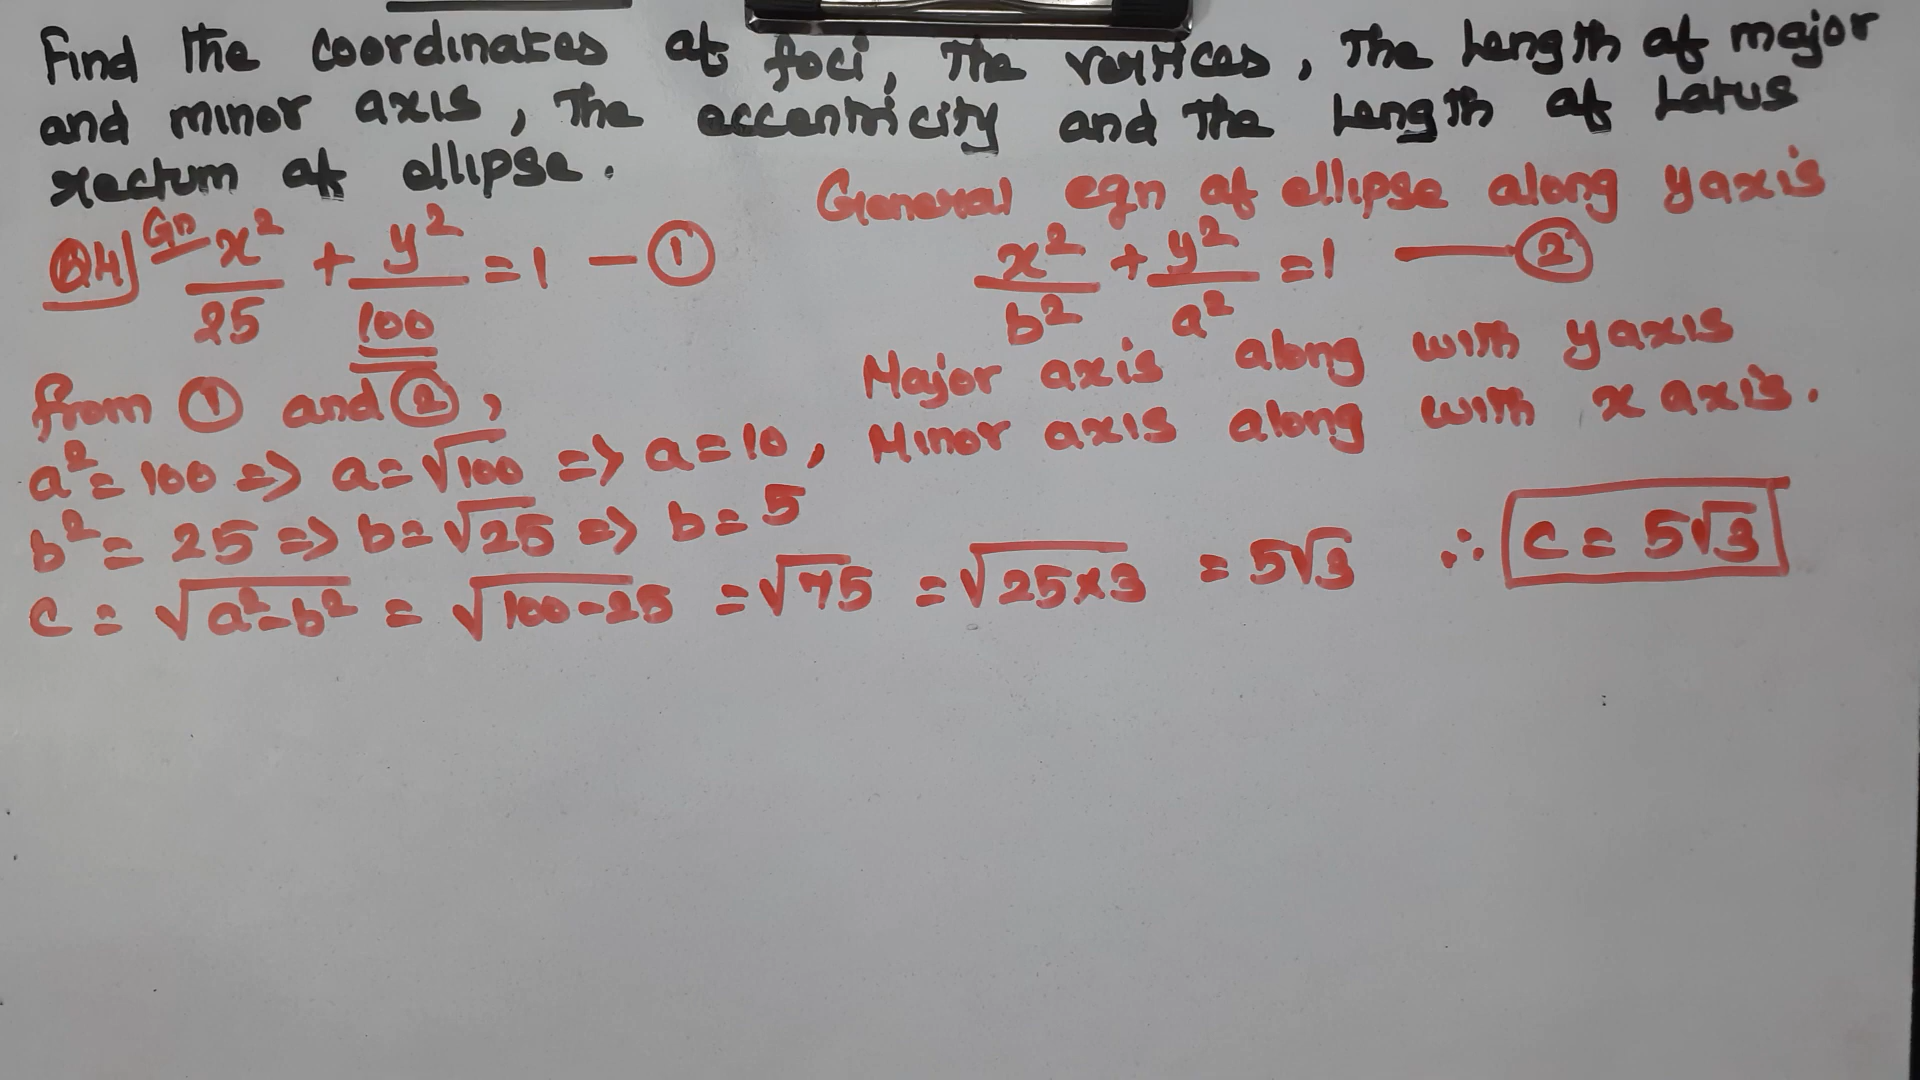 Find the coordinates of foci, The vertices, The Length of major
and minor axis, The eccentricity and The Length of Latus
rectum of ellipse.
General eqn of ellipse along y axis
Q4) Gn x²/25 + y²/100 = 1 — ①
x²/b² + y²/a² = 1 — ②
Major axis along with y axis
from ① and ②,
Minor axis along with x axis.
a² = 100 => a = √100 => a = 10,
b² = 25 => b = √25 => b = 5
c = √a²-b² = √100-25 = √75 = √25×3 = 5√3 ∴ c = 5√3